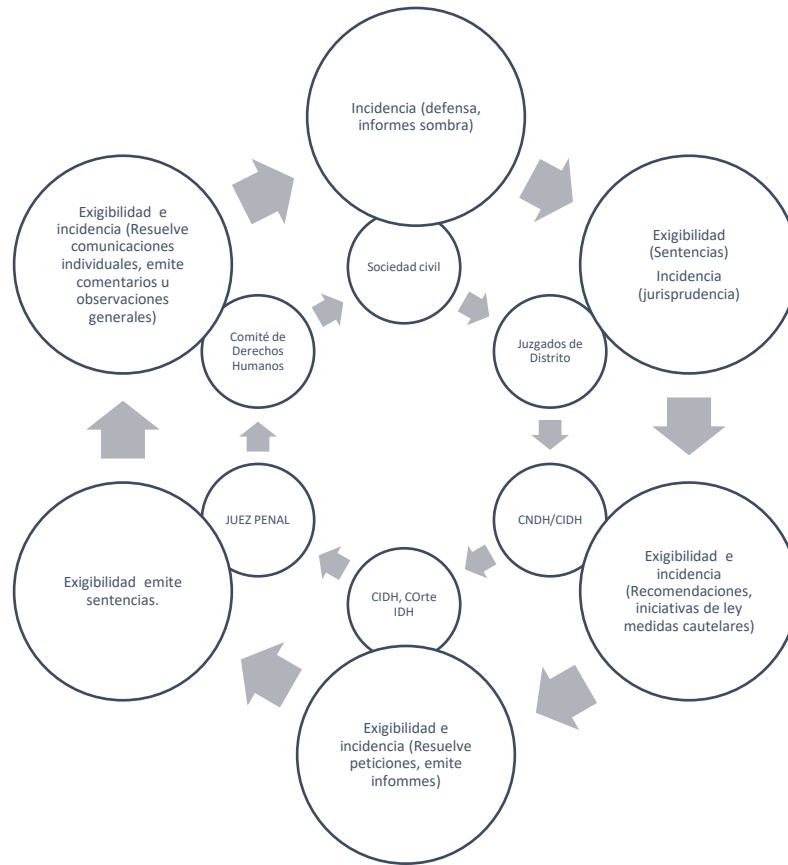 Incidencia (defensa,
informes sombra)
Sociedad civil
Exigibilidad
(Sentencias)
Incidencia
(jurisprudencia)
Juzgados de
Distrito
Exigibilidad e
incidencia
(Recomendaciones,
iniciativas de ley
medidas cautelares)
CNDH/CIDH
Exigibilidad e
incidencia (Resuelve
peticiones, emite
infommes)
CIDH, COrte
IDH
Exigibilidad emite
sentencias.
JUEZ PENAL
Exigibilidad e
incidencia (Resuelve
comunicaciones
individuales, emite
comentarios u
observaciones
generales)
Comité de
Derechos
Humanos